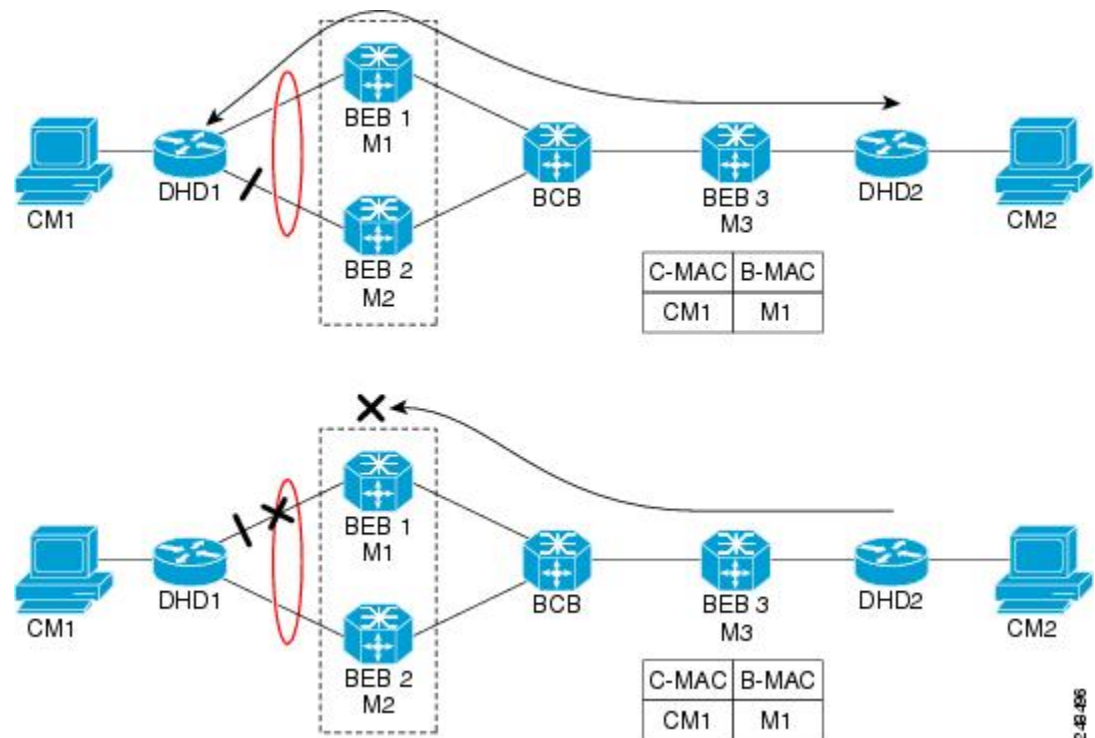 BEB 1
M1
CM1
DHD1
BEB 2
M2
BCB
BEB 3
M3
DHD2
CM2
C-MAC B-MAC
CM1 M1
BEB 1
M1
CM1
DHD1
BEB 2
M2
BCB
BEB 3
M3
DHD2
CM2
C-MAC B-MAC
CM1 M1
249496